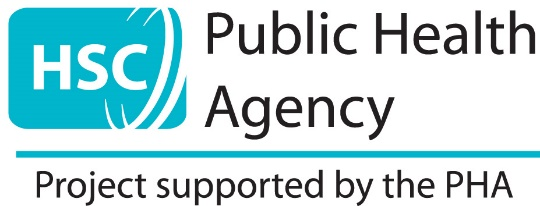 HSC
Public Health
Agency
Project supported by the PHA